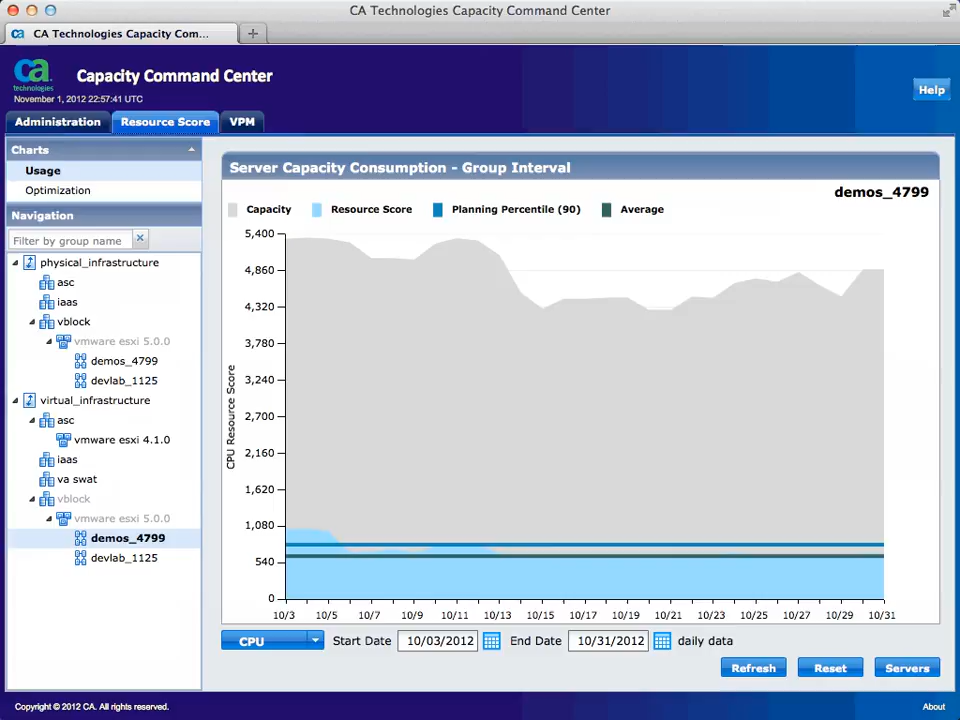 CA Technologies Capacity Command Center
ca CA Technologies Capacity Com...
ca
technologies
Capacity Command Center
November 1, 2012 22:57:41 UTC
Help
Administration Resource Score VPM
Charts
Usage
Optimization
Navigation
Filter by group name
physical_infrastructure
asc
iaas
vblock
vmware esxi 5.0.0
demos_4799
devlab_1125
virtual_infrastructure
asc
vmware esxi 4.1.0
iaas
va swat
vblock
vmware esxi 5.0.0
demos_4799
devlab_1125
Server Capacity Consumption - Group Interval
demos_4799
Capacity Resource Score Planning Percentile (90) Average
CPU Resource Score
5,400
4,860
4,320
3,780
3,240
2,700
2,160
1,620
1,080
540
0
10/3 10/5 10/7 10/9 10/11 10/13 10/15 10/17 10/19 10/21 10/23 10/25 10/27 10/29 10/31
CPU Start Date 10/03/2012 End Date 10/31/2012 daily data
Refresh Reset Servers
Copyright © 2012 CA. All rights reserved. About